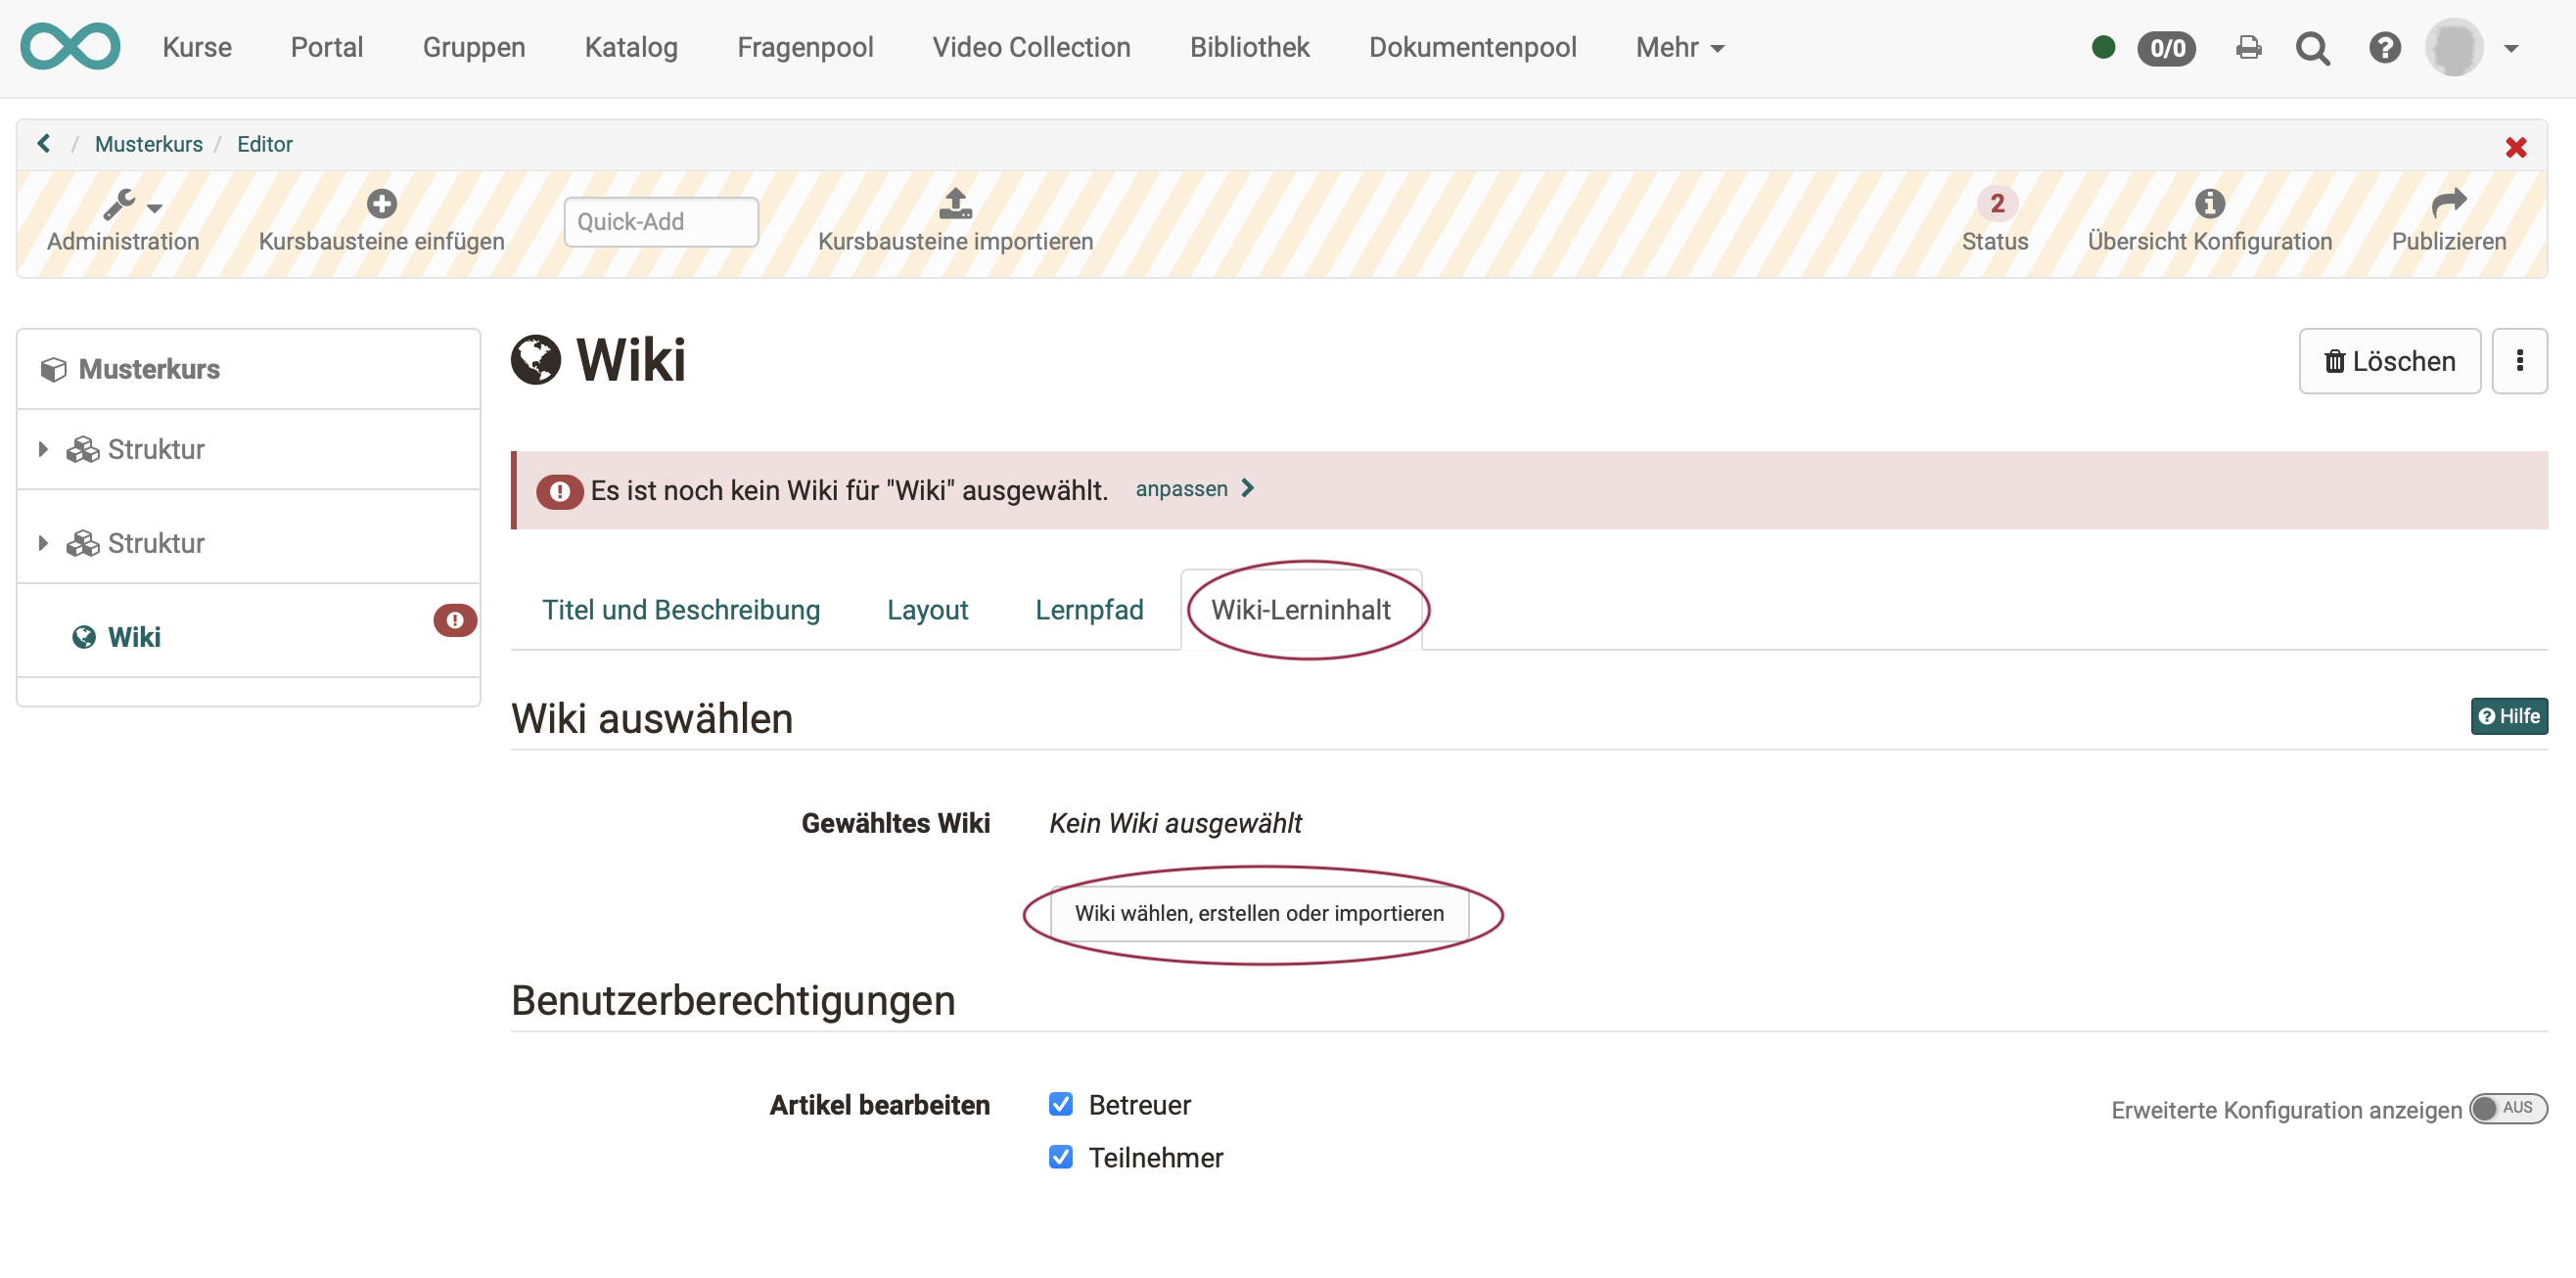 Kurse Portal Gruppen Katalog Fragenpool Video Collection Bibliothek Dokumentenpool Mehr 0/0
/ Musterkurs / Editor
Administration Kursbausteine einfügen Quick-Add Kursbausteine importieren 2 Status Übersicht Konfiguration Publizieren
Musterkurs
Struktur
Struktur
Wiki
Wiki
Löschen
Es ist noch kein Wiki für "Wiki" ausgewählt. anpassen
Titel und Beschreibung Layout Lernpfad Wiki-Lerninhalt
Wiki auswählen
Hilfe
Gewähltes Wiki Kein Wiki ausgewählt
Wiki wählen, erstellen oder importieren
Benutzerberechtigungen
Artikel bearbeiten Betreuer
Erweiterte Konfiguration anzeigen AUS
Teilnehmer